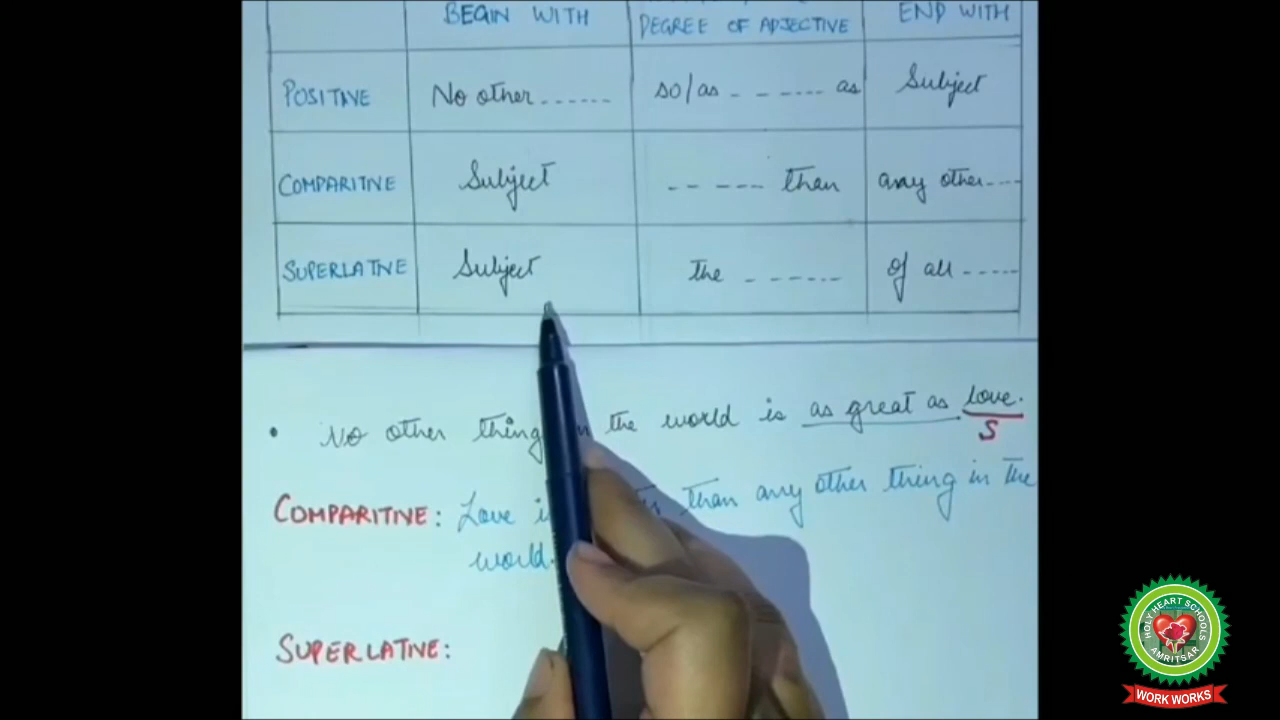 BEGIN WITH
DEGREE OF ADJECTIVE
END WITH
POSITIVE No other ...... so/as - - ----- as Subject
COMPARITIVE Subject - - - - - than any other----
SUPERLATIVE Subject the - - - - --- of all -----
• No other thing the world is as great as love.
S
COMPARITIVE: Love than any other thing in the
world.
SUPERLATIVE:
HOLY HEART SCHOOLS
AMRITSAR
WORK WORKS